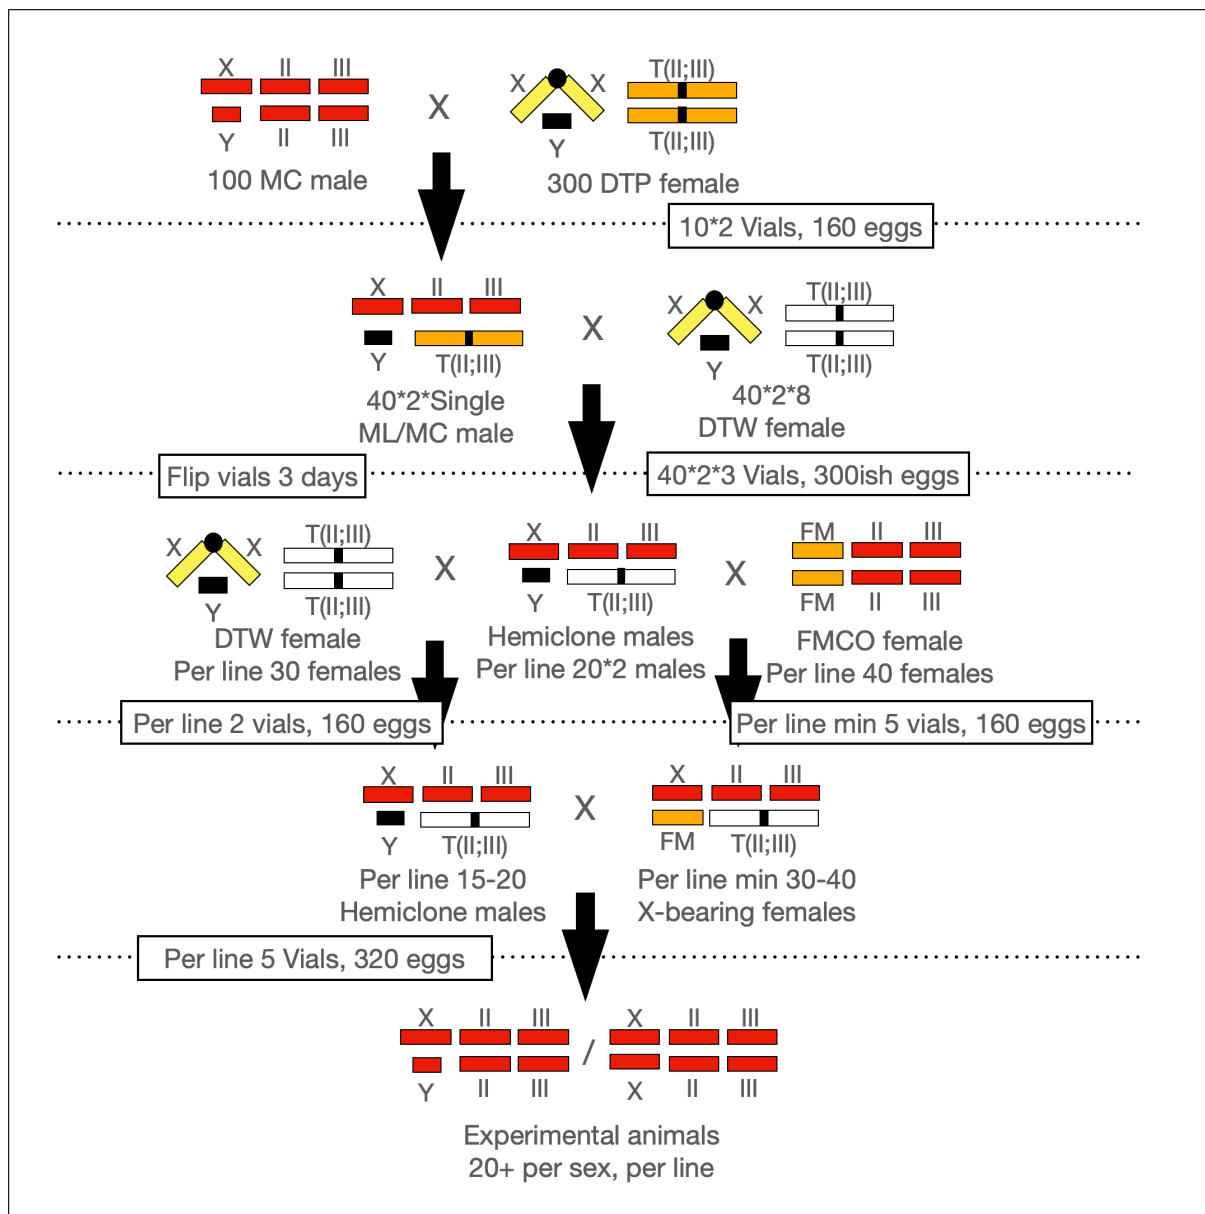 X II III
Y II III
100 MC male
X
X X
Y
T(II;III)
T(II;III)
300 DTP female
10*2 Vials, 160 eggs
X II III
Y T(II;III)
40*2*Single
ML/MC male
X
X X
Y
T(II;III)
T(II;III)
40*2*8
DTW female
Flip vials 3 days
40*2*3 Vials, 300ish eggs
X X
Y
T(II;III)
T(II;III)
DTW female
Per line 30 females
X
X II III
Y T(II;III)
Hemiclone males
Per line 20*2 males
X
FM II III
FM II III
FMCO female
Per line 40 females
Per line 2 vials, 160 eggs
Per line min 5 vials, 160 eggs
X II III
Y T(II;III)
Per line 15-20
Hemiclone males
X
X II III
FM T(II;III)
Per line min 30-40
X-bearing females
Per line 5 Vials, 320 eggs
X II III
Y II III
/
X II III
X II III
Experimental animals
20+ per sex, per line